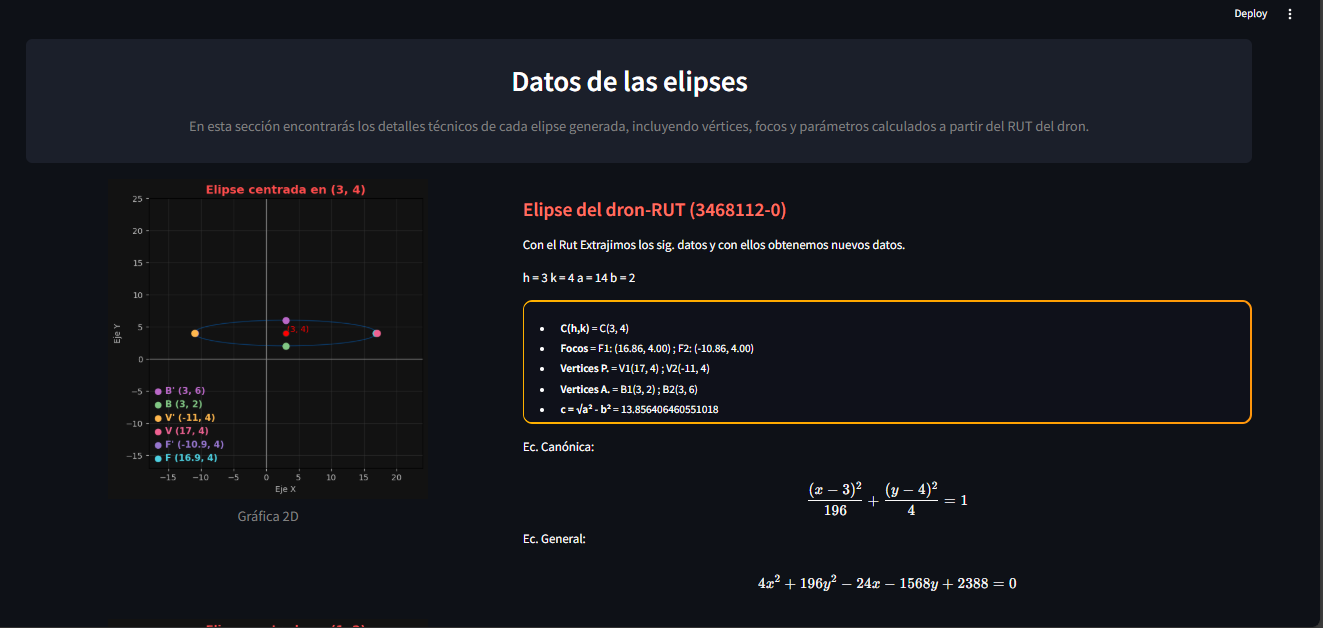 Deploy
Datos de las elipses
En esta sección encontrarás los detalles técnicos de cada elipse generada, incluyendo vértices, focos y parámetros calculados a partir del RUT del dron.
Elipse centrada en (3, 4)
25
20
15
10
5
0
−5
−10
−15
Eje Y
(3, 4)
B' (3, 6)
B (3, 2)
V' (-11, 4)
V (17, 4)
F' (-10.9, 4)
F (16.9, 4)
−15 −10 −5 0 5 10 15 20
Eje X
Gráfica 2D
Elipse del dron-RUT (3468112-0)
Con el Rut Extrajimos los sig. datos y con ellos obtenemos nuevos datos.
h = 3 k = 4 a = 14 b = 2
• C(h,k) = C(3, 4)
• Focos = F1: (16.86, 4.00) ; F2: (-10.86, 4.00)
• Vertices P. = V1(17, 4) ; V2(-11, 4)
• Vertices A. = B1(3, 2) ; B2(3, 6)
• c = √a² - b² = 13.856406460551018
Ec. Canónica:
(x − 3)²/196 + (y − 4)²/4 = 1
Ec. General:
4x² + 196y² − 24x − 1568y + 2388 = 0